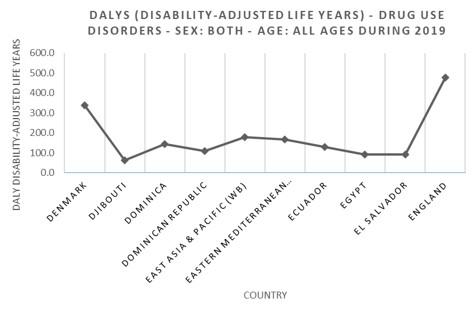 DALYS (DISABILITY-ADJUSTED LIFE YEARS) - DRUG USE
DISORDERS - SEX: BOTH - AGE: ALL AGES DURING 2019
DALY DISABILITY-ADJUSTED LIFE YEARS
600.0
500.0
400.0
300.0
200.0
100.0
0.0
DENMARK
DJIBOUTI
DOMINICA
DOMINICAN REPUBLIC
EAST ASIA & PACIFIC (WB)
EASTERN MEDITERRANEAN...
ECUADOR
EGYPT
EL SALVADOR
ENGLAND
COUNTRY